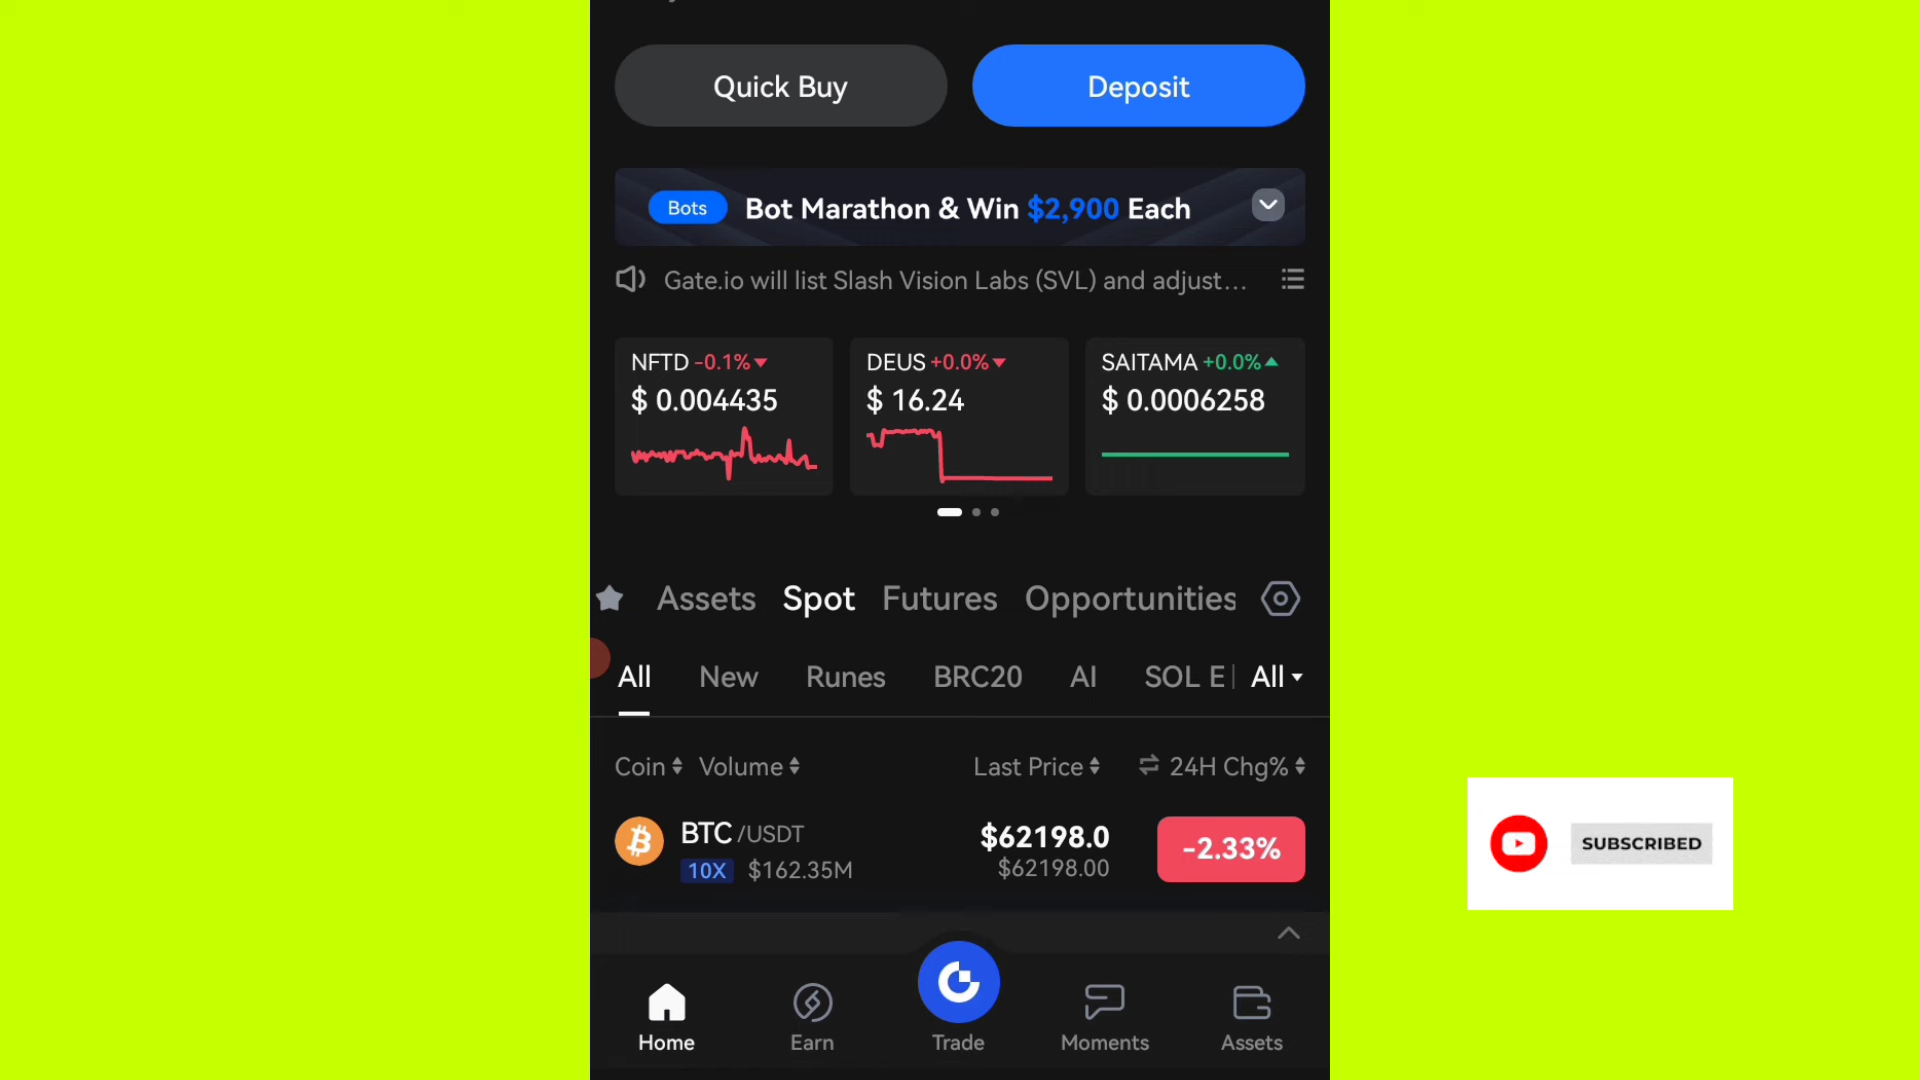 Quick Buy
Deposit
Bots Bot Marathon & Win $2,900 Each
Gate.io will list Slash Vision Labs (SVL) and adjust...
NFTD -0.1%
$ 0.004435
DEUS +0.0%
$ 16.24
SAITAMA +0.0%
$ 0.0006258
Assets Spot Futures Opportunities
All New Runes BRC20 AI SOL E All
Coin Volume Last Price 24H Chg%
BTC /USDT $62198.0 -2.33%
10X $162.35M $62198.00
SUBSCRIBED
Home Earn Trade Moments Assets